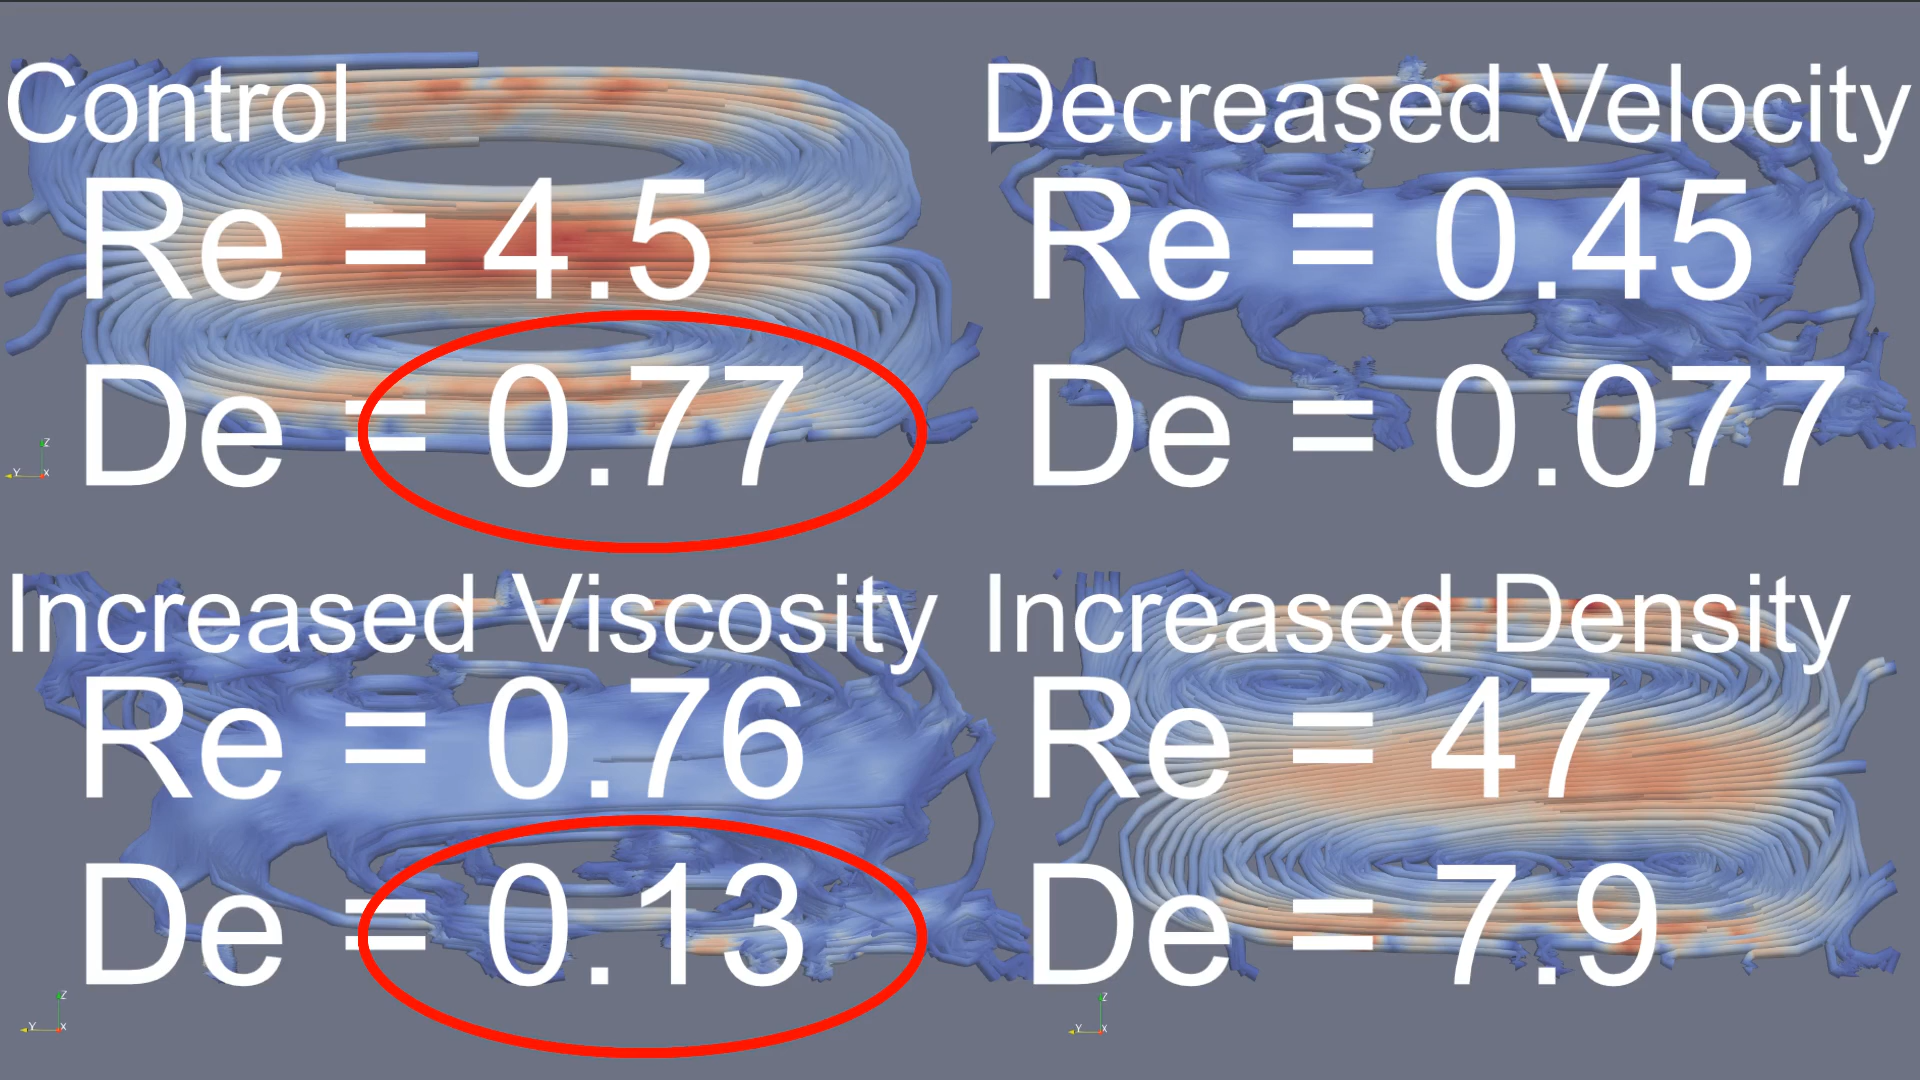 Control
Re = 4.5
De = 0.77
Z
Y X
Decreased Velocity
Re = 0.45
De = 0.077
Increased Viscosity
Re = 0.76
De = 0.13
Z
Y X
Increased Density
Re = 47
De = 7.9
Z
Y X